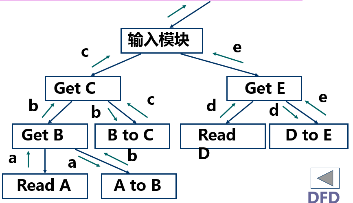 输入模块
c
e
Get C
Get E
b
b
c
d
d
e
Get B
B to C
Read D
D to E
a
a
b
Read A
A to B
DFD